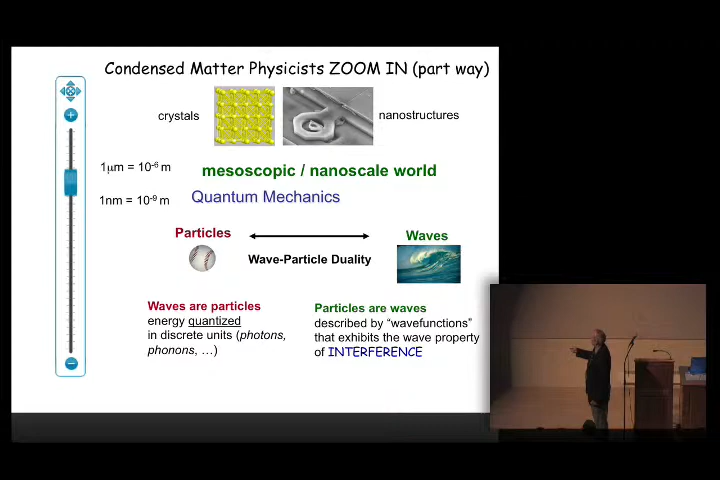 Condensed Matter Physicists ZOOM IN (part way)
crystals
nanostructures
1μm = 10⁻⁶ m
mesoscopic / nanoscale world
1nm = 10⁻⁹ m
Quantum Mechanics
Particles
Waves
Wave-Particle Duality
Waves are particles
energy quantized
in discrete units (photons,
phonons, …)
Particles are waves
described by “wavefunctions”
that exhibits the wave property
of INTERFERENCE